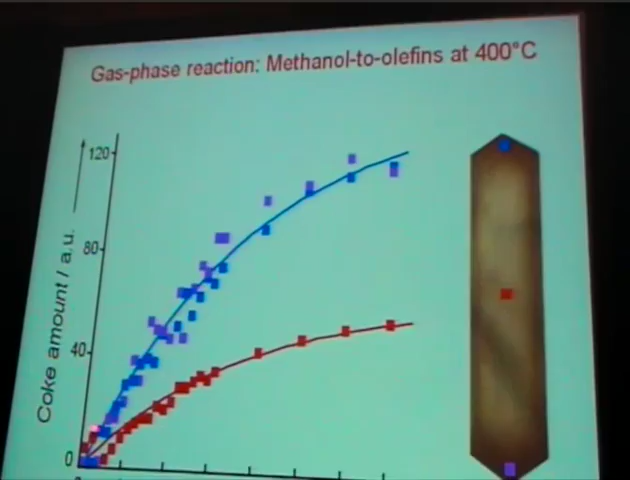 Gas-phase reaction: Methanol-to-olefins at 400°C
120
80
40
0
Coke amount / a.u.